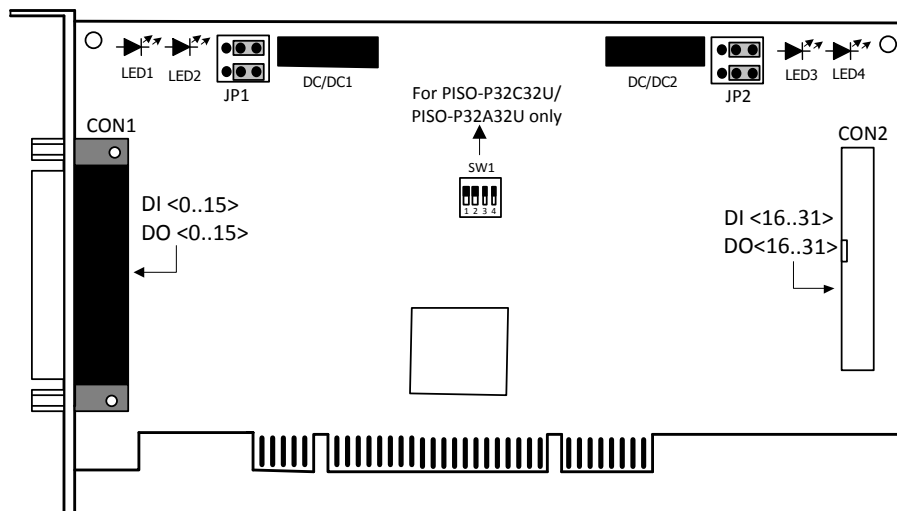 LED1
LED2
JP1
DC/DC1
DC/DC2
JP2
LED3
LED4
For PISO-P32C32U/
PISO-P32A32U only
SW1
1 2 3 4
CON1
DI <0..15>
DO <0..15>
CON2
DI <16..31>
DO<16..31>